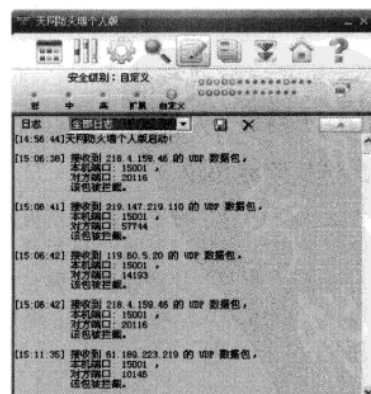 天网防火墙个人版
安全级别：自定义
低 中 高 扩展 自定义
日志 全部日志
[14:56:44]天网防火墙个人版启动！
[15:06:36] 接收到 218.4.159.46 的 UDP 数据包，
本机端口：15001 ，
对方端口：20116
该包被拦截。
[15:06:41] 接收到 219.147.219.110 的 UDP 数据包，
本机端口：15001 ，
对方端口：57744
该包被拦截。
[15:06:42] 接收到 119.60.5.20 的 UDP 数据包，
本机端口：15001 ，
对方端口：14193
该包被拦截。
[15:06:42] 接收到 218.4.159.46 的 UDP 数据包，
本机端口：15001 ，
对方端口：20116
该包被拦截。
[15:11:35] 接收到 61.189.223.219 的 UDP 数据包，
本机端口：15001 ，
对方端口：10146
该包被拦截。